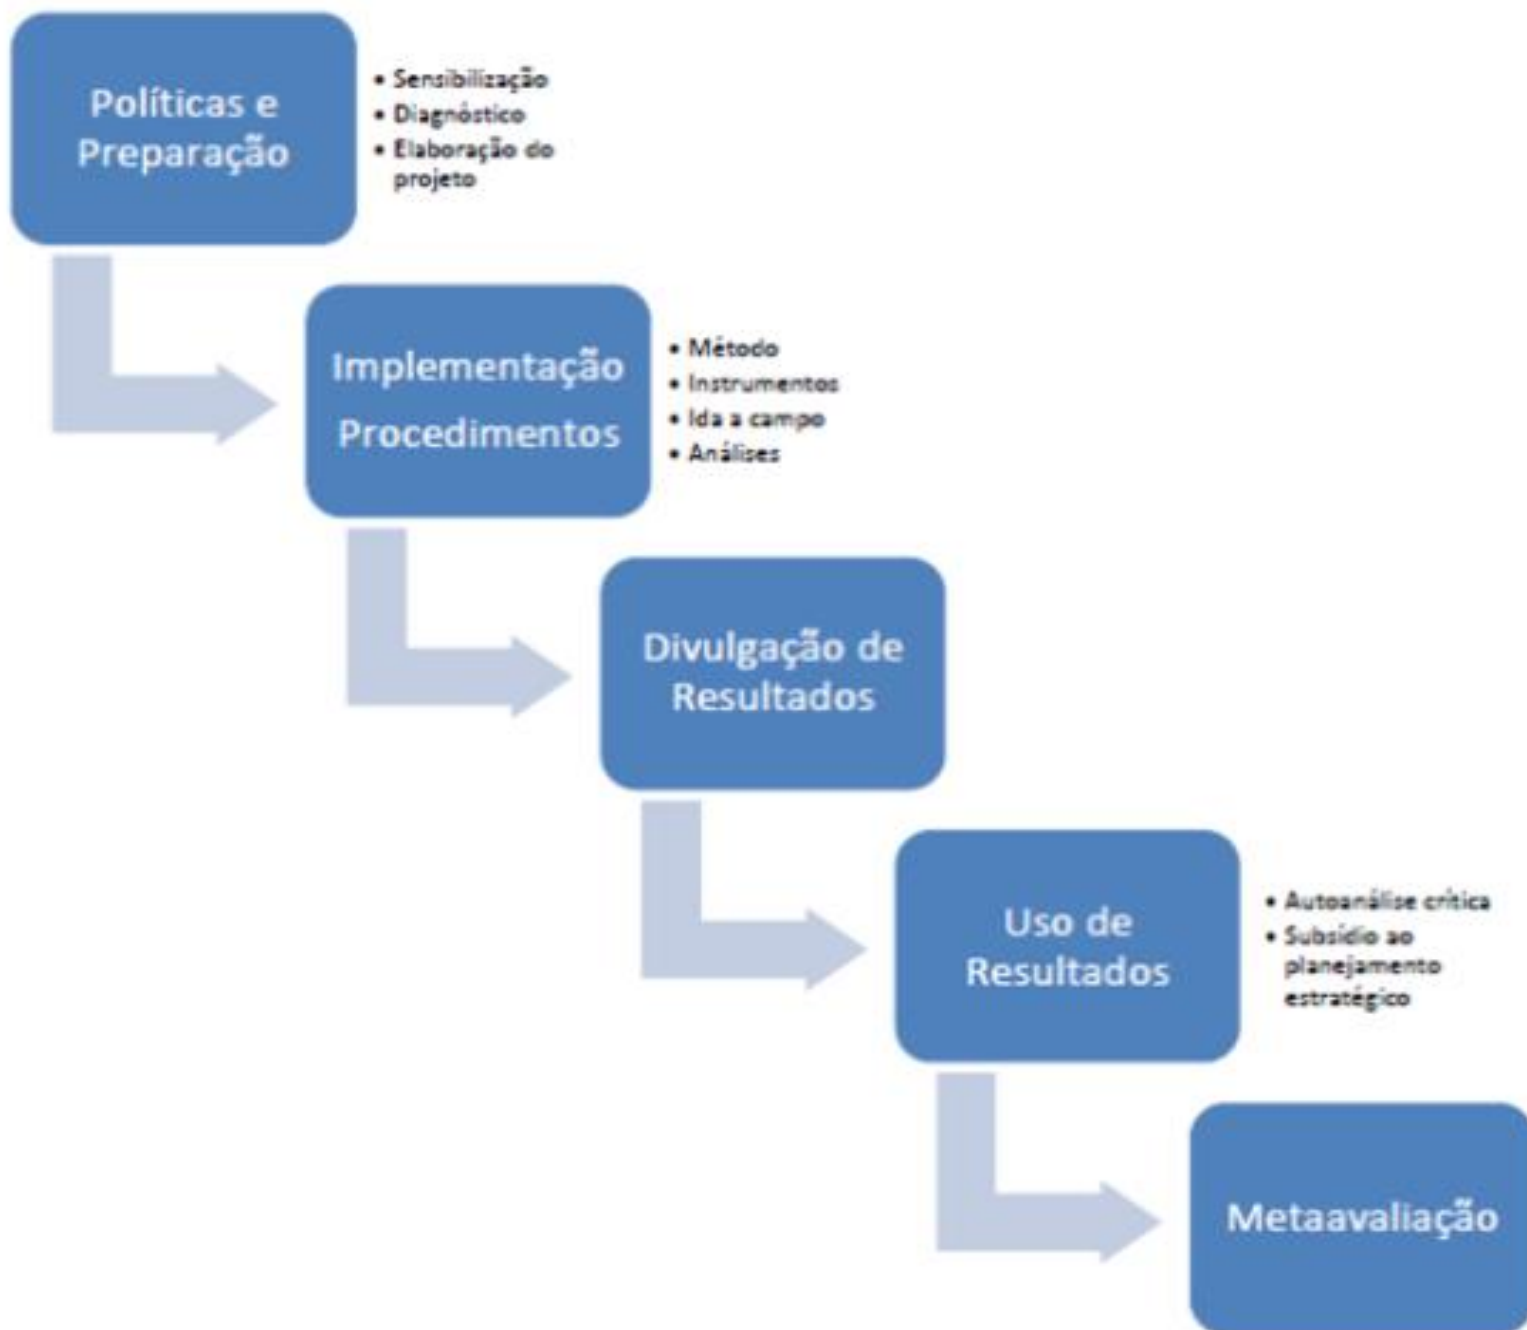 Políticas e
Preparação
• Sensibilização
• Diagnóstico
• Elaboração do
projeto
Implementação
Procedimentos
• Método
• Instrumentos
• Ida a campo
• Análises
Divulgação de
Resultados
Uso de
Resultados
• Autoanálise crítica
• Subsídio ao
planejamento
estratégico
Metaavaliação